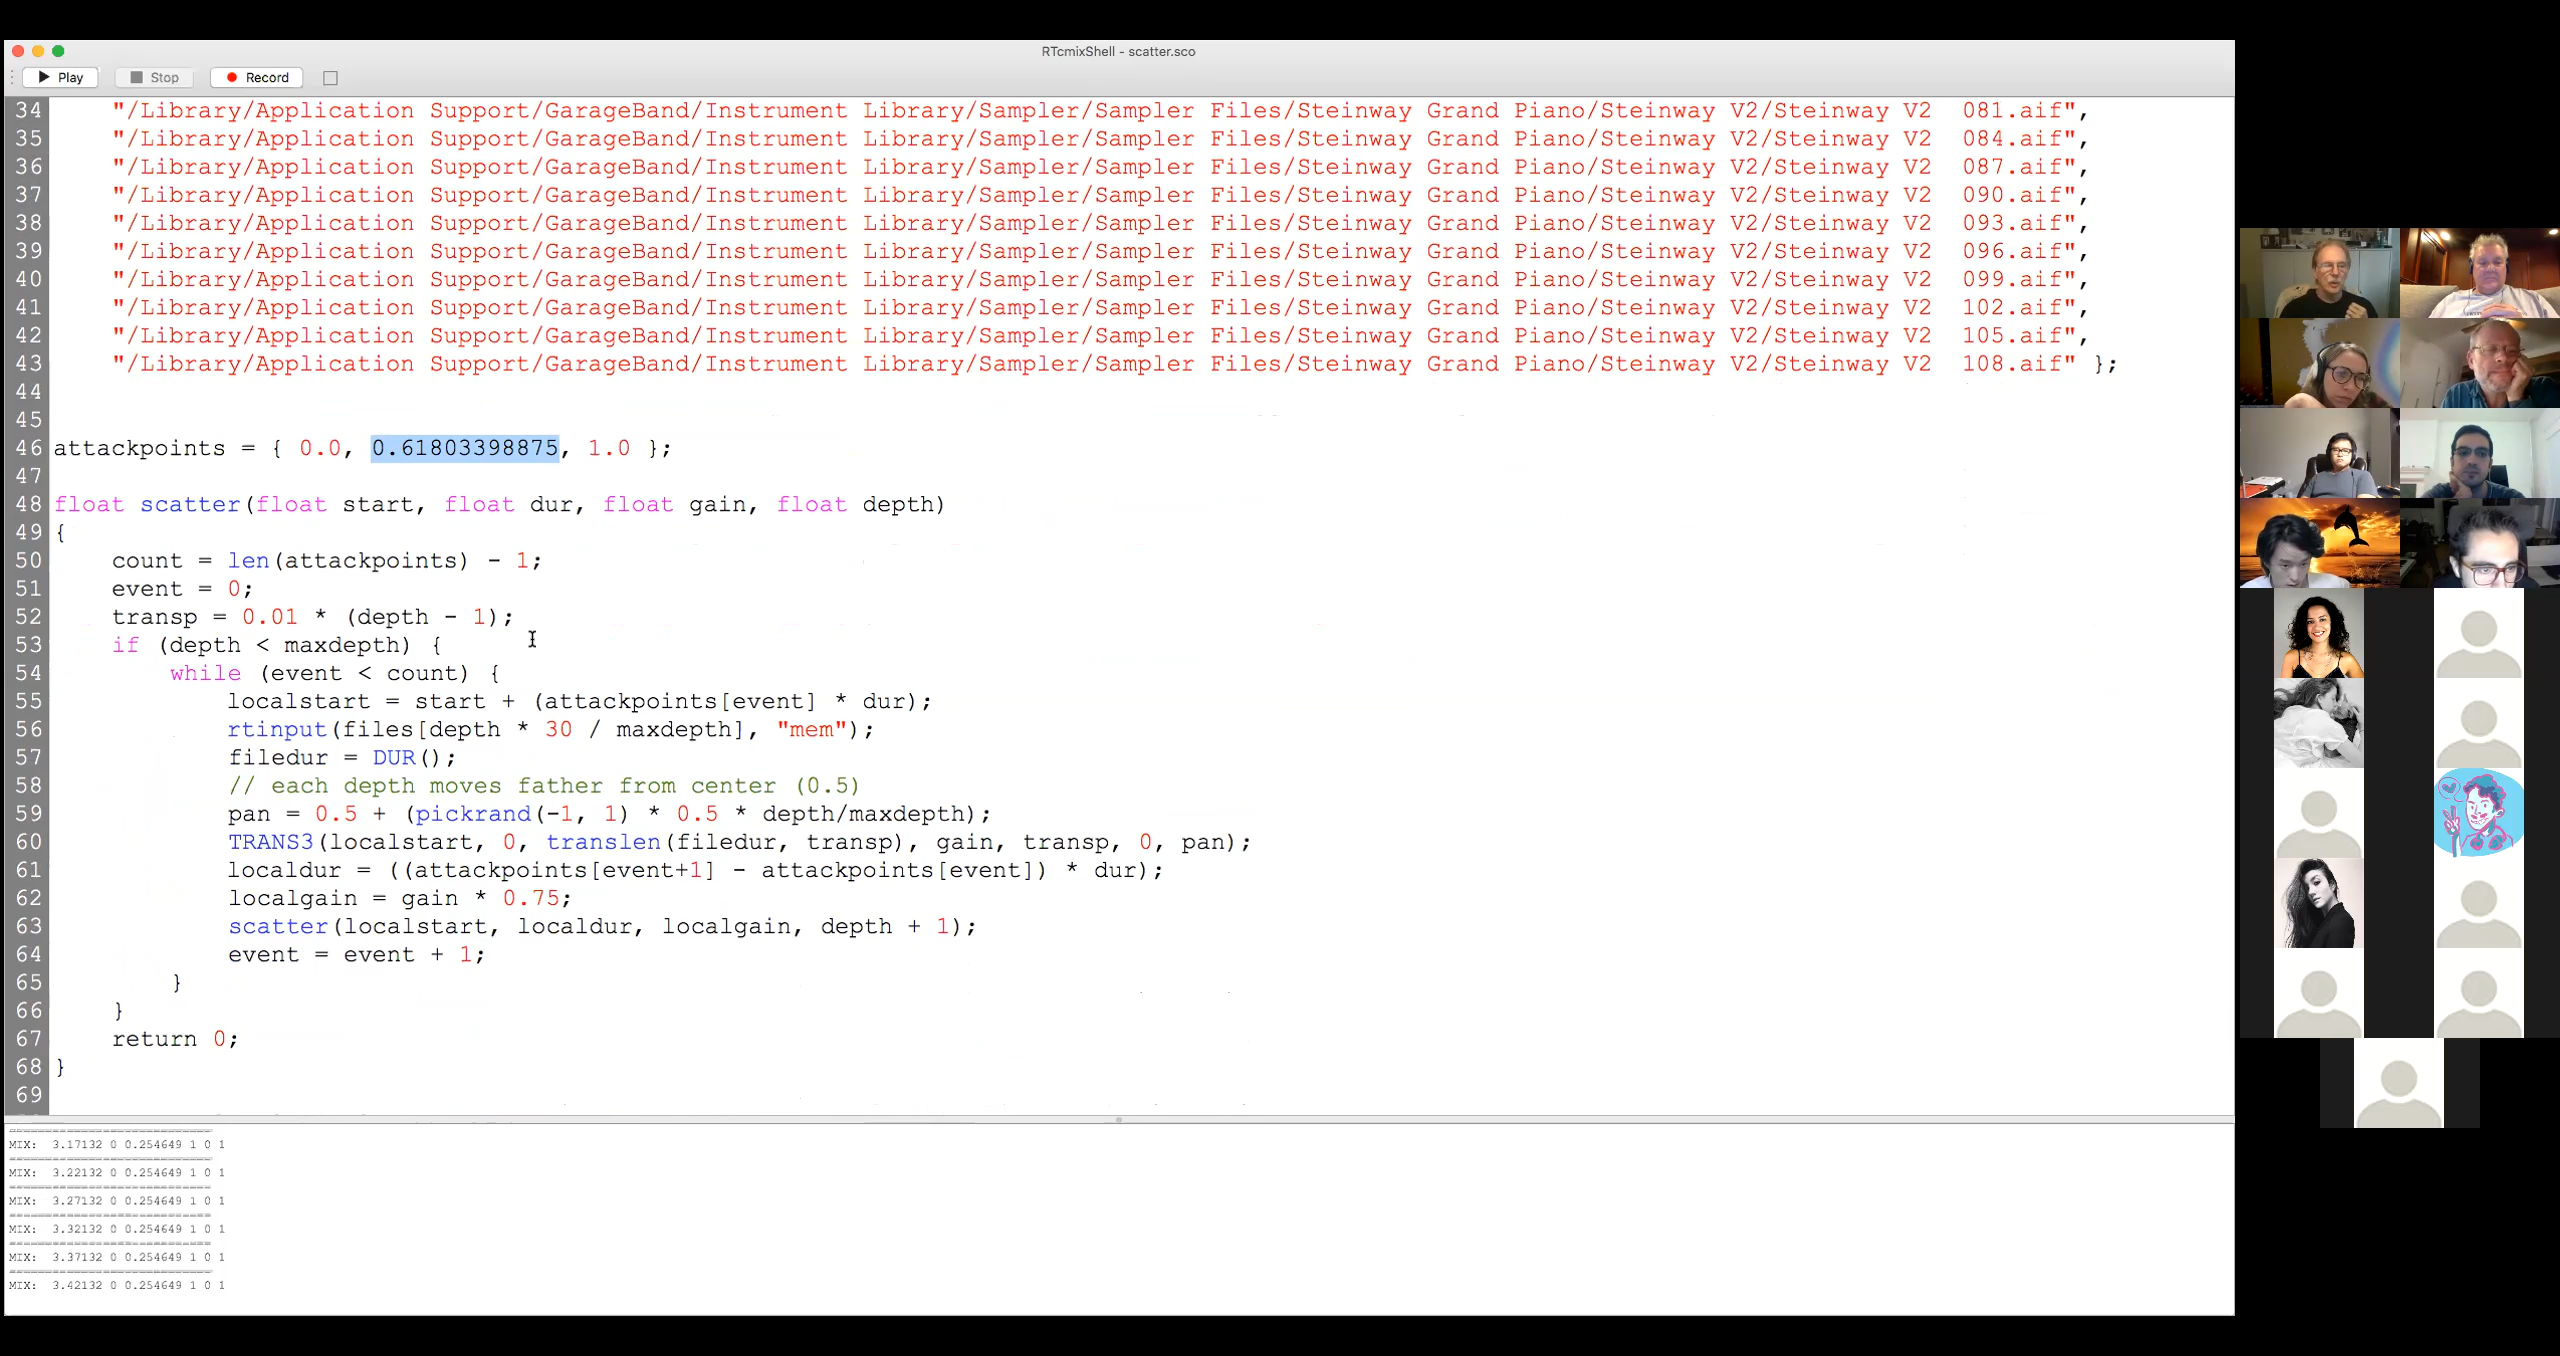 RTcmixShell - scatter.sco
Play Stop Record
34 "/Library/Application Support/GarageBand/Instrument Library/Sampler/Sampler Files/Steinway Grand Piano/Steinway V2/Steinway V2  081.aif",
35 "/Library/Application Support/GarageBand/Instrument Library/Sampler/Sampler Files/Steinway Grand Piano/Steinway V2/Steinway V2  084.aif",
36 "/Library/Application Support/GarageBand/Instrument Library/Sampler/Sampler Files/Steinway Grand Piano/Steinway V2/Steinway V2  087.aif",
37 "/Library/Application Support/GarageBand/Instrument Library/Sampler/Sampler Files/Steinway Grand Piano/Steinway V2/Steinway V2  090.aif",
38 "/Library/Application Support/GarageBand/Instrument Library/Sampler/Sampler Files/Steinway Grand Piano/Steinway V2/Steinway V2  093.aif",
39 "/Library/Application Support/GarageBand/Instrument Library/Sampler/Sampler Files/Steinway Grand Piano/Steinway V2/Steinway V2  096.aif",
40 "/Library/Application Support/GarageBand/Instrument Library/Sampler/Sampler Files/Steinway Grand Piano/Steinway V2/Steinway V2  099.aif",
41 "/Library/Application Support/GarageBand/Instrument Library/Sampler/Sampler Files/Steinway Grand Piano/Steinway V2/Steinway V2  102.aif",
42 "/Library/Application Support/GarageBand/Instrument Library/Sampler/Sampler Files/Steinway Grand Piano/Steinway V2/Steinway V2  105.aif",
43 "/Library/Application Support/GarageBand/Instrument Library/Sampler/Sampler Files/Steinway Grand Piano/Steinway V2/Steinway V2  108.aif" };
44
45
46 attackpoints = { 0.0, 0.61803398875, 1.0 };
47
48 float scatter(float start, float dur, float gain, float depth)
49 {
50     count = len(attackpoints) - 1;
51     event = 0;
52     transp = 0.01 * (depth - 1);
53     if (depth < maxdepth) {
54         while (event < count) {
55             localstart = start + (attackpoints[event] * dur);
56             rtinput(files[depth * 30 / maxdepth], "mem");
57             filedur = DUR();
58             // each depth moves father from center (0.5)
59             pan = 0.5 + (pickrand(-1, 1) * 0.5 * depth/maxdepth);
60             TRANS3(localstart, 0, translen(filedur, transp), gain, transp, 0, pan);
61             localdur = ((attackpoints[event+1] - attackpoints[event]) * dur);
62             localgain = gain * 0.75;
63             scatter(localstart, localdur, localgain, depth + 1);
64             event = event + 1;
65         }
66     }
67     return 0;
68 }
69
MIX:  3.17132 0 0.254649 1 0 1
MIX:  3.22132 0 0.254649 1 0 1
MIX:  3.27132 0 0.254649 1 0 1
MIX:  3.32132 0 0.254649 1 0 1
MIX:  3.37132 0 0.254649 1 0 1
MIX:  3.42132 0 0.254649 1 0 1